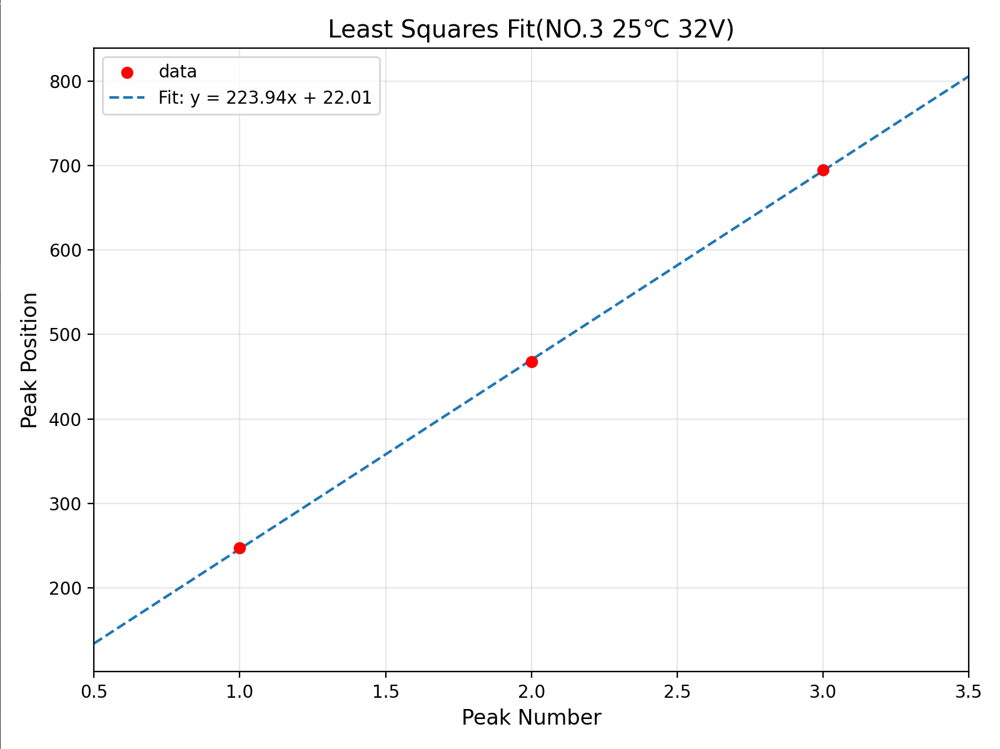 Least Squares Fit(NO.3 25℃ 32V)
data
Fit: y = 223.94x + 22.01
800
700
600
500
400
300
200
Peak Position
0.5 1.0 1.5 2.0 2.5 3.0 3.5
Peak Number